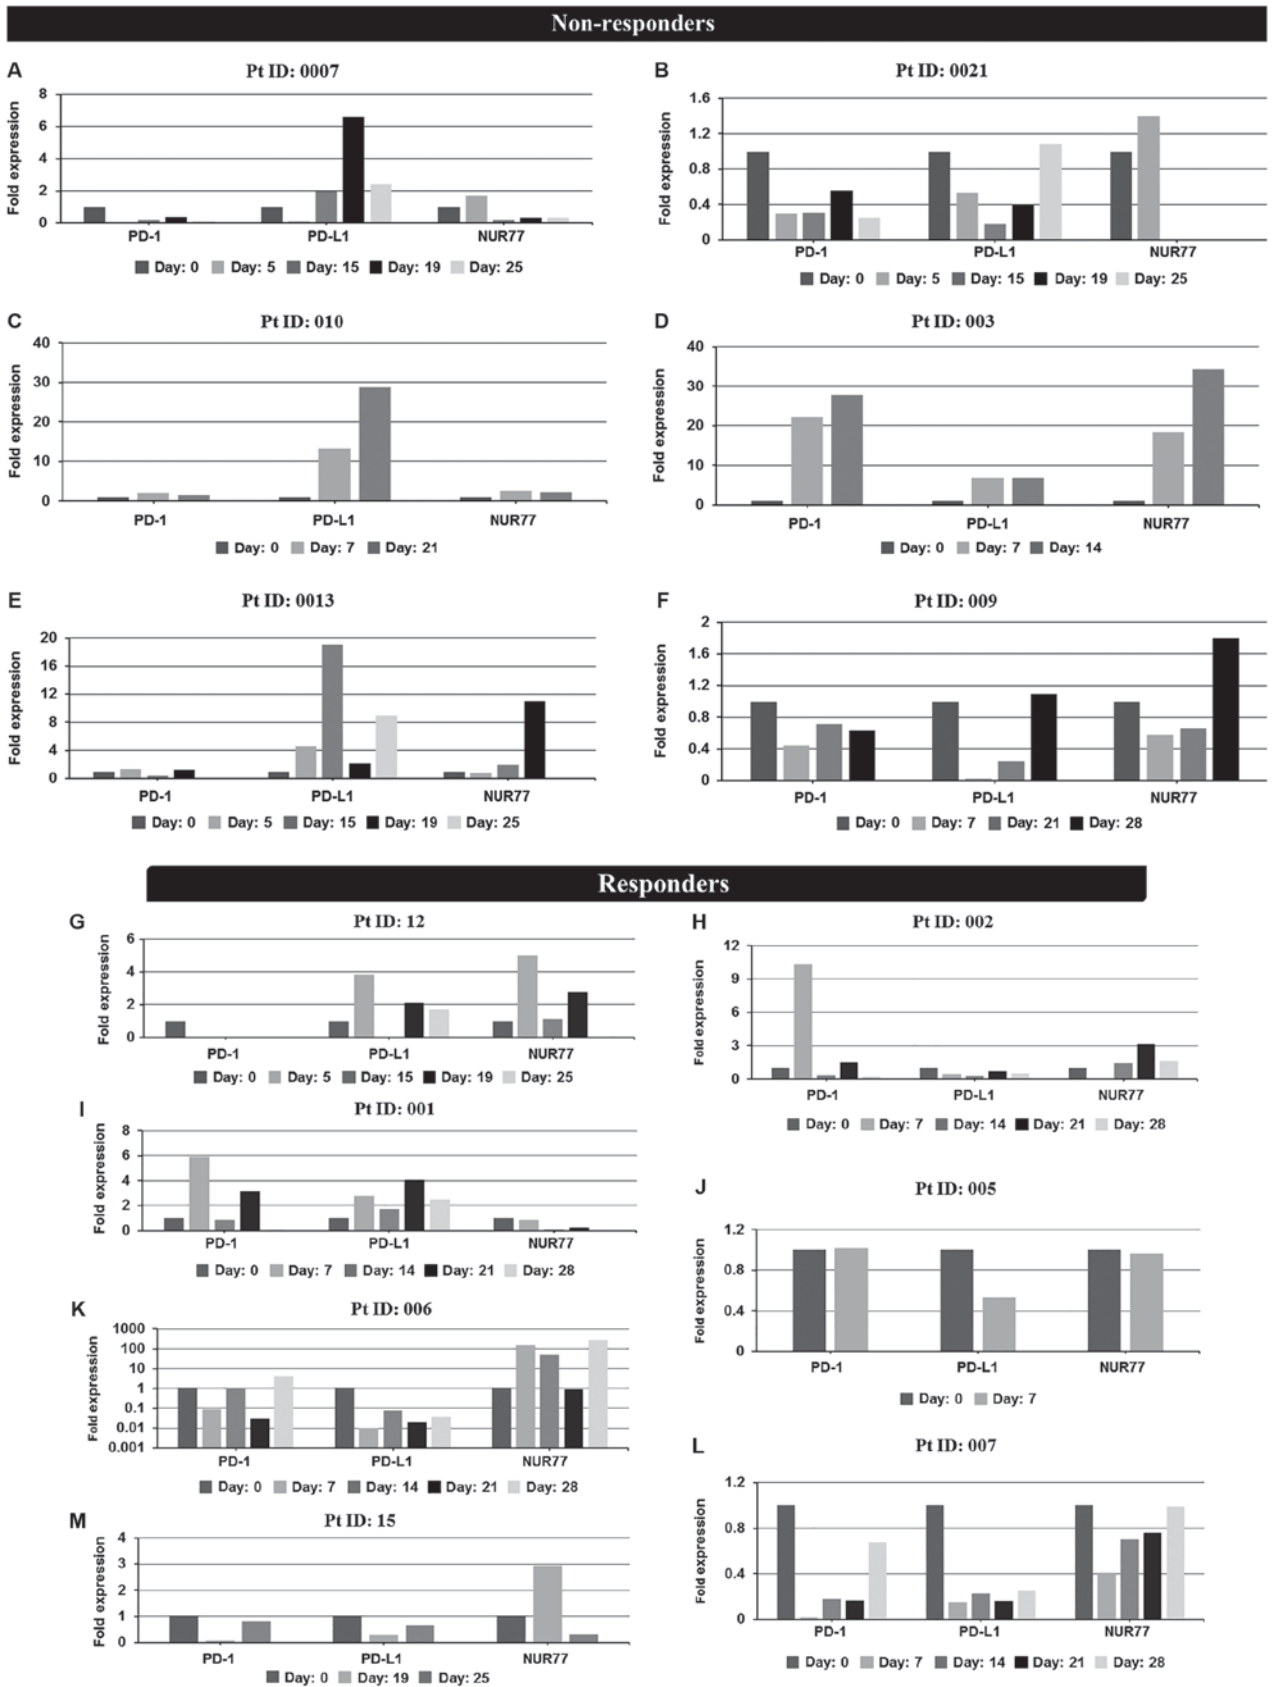 Non-responders
A
Pt ID: 0007
Fold expression
8
6
4
2
0
PD-1 PD-L1 NUR77
Day: 0 Day: 5 Day: 15 Day: 19 Day: 25
B
Pt ID: 0021
Fold expression
1.6
1.2
0.8
0.4
0
PD-1 PD-L1 NUR77
Day: 0 Day: 5 Day: 15 Day: 19 Day: 25
C
Pt ID: 010
Fold expression
40
30
20
10
0
PD-1 PD-L1 NUR77
Day: 0 Day: 7 Day: 21
D
Pt ID: 003
Fold expression
40
30
20
10
0
PD-1 PD-L1 NUR77
Day: 0 Day: 7 Day: 14
E
Pt ID: 0013
Fold expression
20
16
12
8
4
0
PD-1 PD-L1 NUR77
Day: 0 Day: 5 Day: 15 Day: 19 Day: 25
F
Pt ID: 009
Fold expression
2
1.6
1.2
0.8
0.4
0
PD-1 PD-L1 NUR77
Day: 0 Day: 7 Day: 21 Day: 28
Responders
G
Pt ID: 12
Fold expression
6
4
2
0
PD-1 PD-L1 NUR77
Day: 0 Day: 5 Day: 15 Day: 19 Day: 25
H
Pt ID: 002
Fold expression
12
9
6
3
0
PD-1 PD-L1 NUR77
Day: 0 Day: 7 Day: 14 Day: 21 Day: 28
I
Pt ID: 001
Fold expression
8
6
4
2
0
PD-1 PD-L1 NUR77
Day: 0 Day: 7 Day: 14 Day: 21 Day: 28
J
Pt ID: 005
Fold expression
1.2
0.8
0.4
0
PD-1 PD-L1 NUR77
Day: 0 Day: 7
K
Pt ID: 006
Fold expression
1000
100
10
1
0.1
0.01
0.001
PD-1 PD-L1 NUR77
Day: 0 Day: 7 Day: 14 Day: 21 Day: 28
L
Pt ID: 007
Fold expression
1.2
0.8
0.4
0
PD-1 PD-L1 NUR77
Day: 0 Day: 7 Day: 14 Day: 21 Day: 28
M
Pt ID: 15
Fold expression
4
3
2
1
0
PD-1 PD-L1 NUR77
Day: 0 Day: 19 Day: 25